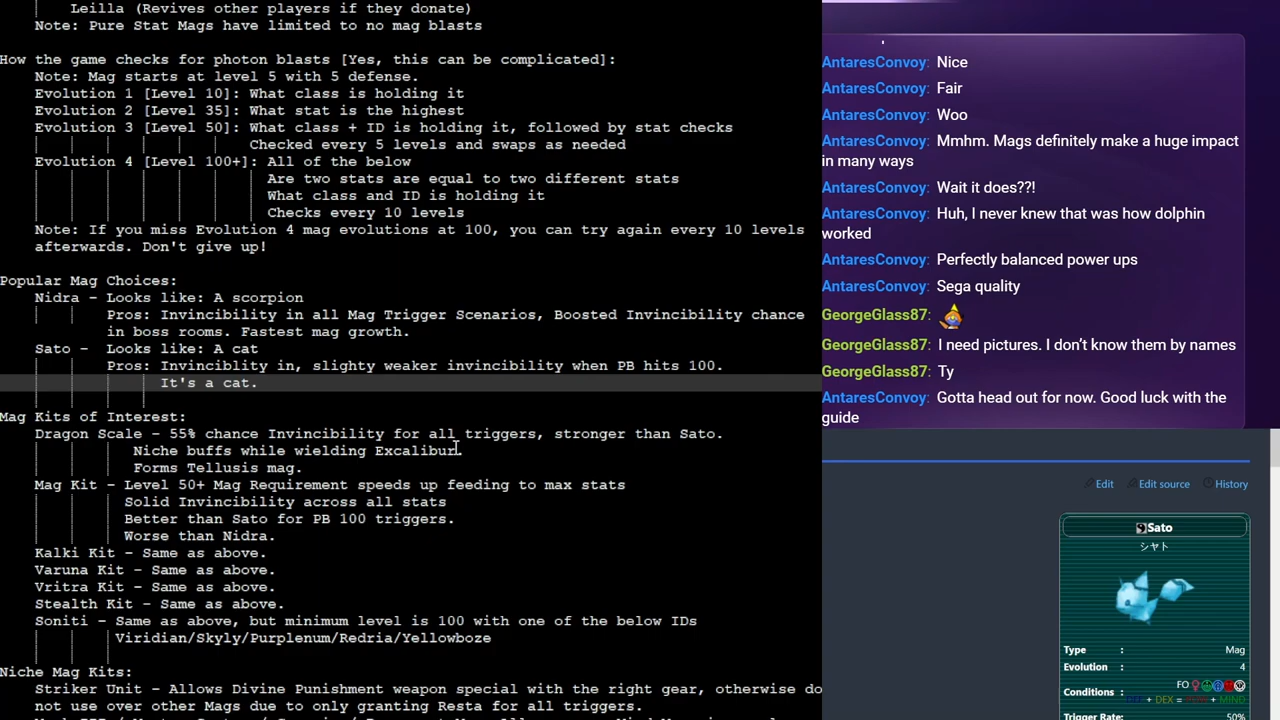 Leilla (Revives other players if they donate)
Note: Pure Stat Mags have limited to no mag blasts
How the game checks for photon blasts [Yes, this can be complicated]:
Note: Mag starts at level 5 with 5 defense.
Evolution 1 [Level 10]: What class is holding it
Evolution 2 [Level 35]: What stat is the highest
Evolution 3 [Level 50]: What class + ID is holding it, followed by stat checks
Checked every 5 levels and swaps as needed
Evolution 4 [Level 100+]: All of the below
Are two stats are equal to two different stats
What class and ID is holding it
Checks every 10 levels
Note: If you miss Evolution 4 mag evolutions at 100, you can try again every 10 levels
afterwards. Don't give up!
Popular Mag Choices:
Nidra - Looks like: A scorpion
Pros: Invincibility in all Mag Trigger Scenarios, Boosted Invincibility chance
in boss rooms. Fastest mag growth.
Sato - Looks like: A cat
Pros: Invinciblity in, slighty weaker invincibility when PB hits 100.
It's a cat.
Mag Kits of Interest:
Dragon Scale - 55% chance Invincibility for all triggers, stronger than Sato.
Niche buffs while wielding Excalibur.
Forms Tellusis mag.
Mag Kit - Level 50+ Mag Requirement speeds up feeding to max stats
Solid Invincibility across all stats
Better than Sato for PB 100 triggers.
Worse than Nidra.
Kalki Kit - Same as above.
Varuna Kit - Same as above.
Vritra Kit - Same as above.
Stealth Kit - Same as above.
Soniti - Same as above, but minimum level is 100 with one of the below IDs
Viridian/Skyly/Purplenum/Redria/Yellowboze
Niche Mag Kits:
Striker Unit - Allows Divine Punishment weapon special with the right gear, otherwise do
not use over other Mags due to only granting Invinc for all triggers.
AntaresConvoy: Nice
AntaresConvoy: Fair
AntaresConvoy: Woo
AntaresConvoy: Mmhm. Mags definitely make a huge impact
in many ways
AntaresConvoy: Wait it does??!
AntaresConvoy: Huh, I never knew that was how dolphin
worked
AntaresConvoy: Perfectly balanced power ups
AntaresConvoy: Sega quality
GeorgeGlass87:
GeorgeGlass87: I need pictures. I don’t know them by names
GeorgeGlass87: Ty
AntaresConvoy: Gotta head out for now. Good luck with the
guide
Edit Edit source History
Sato
シャト
Type : Mag
Evolution : 4
Conditions : FO
DEF + DEX = POW + MIND
Trigger Rate: 50%